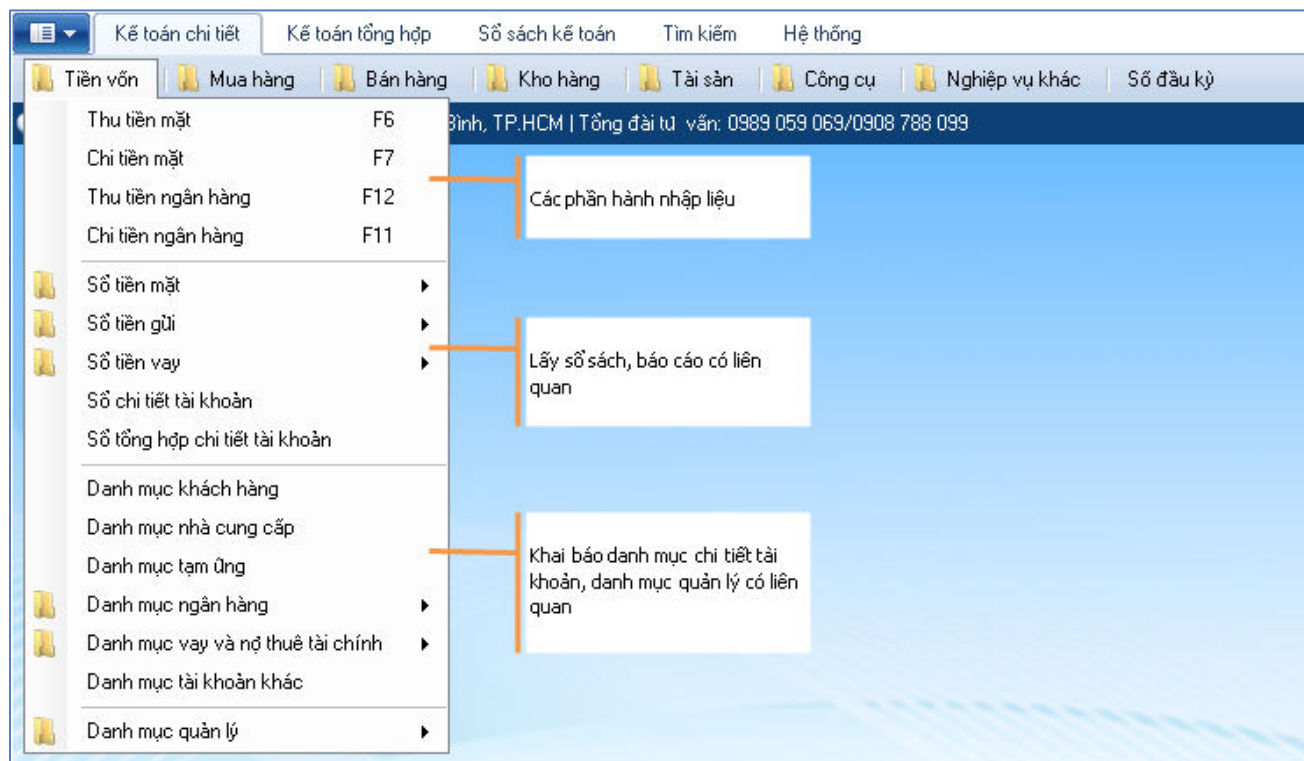 Kế toán chi tiết Kế toán tổng hợp Sổ sách kế toán Tìm kiếm Hệ thống
Tiền vốn Mua hàng Bán hàng Kho hàng Tài sản Công cụ Nghiệp vụ khác Số đầu kỳ
Bình, TP.HCM | Tổng đài tư vấn: 0989 059 069/0908 788 099
Thu tiền mặt F6
Chi tiền mặt F7
Thu tiền ngân hàng F12
Chi tiền ngân hàng F11
Các phần hành nhập liệu
Sổ tiền mặt
Sổ tiền gửi
Sổ tiền vay
Sổ chi tiết tài khoản
Sổ tổng hợp chi tiết tài khoản
Lấy sổ sách, báo cáo có liên
quan
Danh mục khách hàng
Danh mục nhà cung cấp
Danh mục tạm ứng
Danh mục ngân hàng
Danh mục vay và nợ thuê tài chính
Danh mục tài khoản khác
Danh mục quản lý
Khai báo danh mục chi tiết tài
khoản, danh mục quản lý có liên
quan